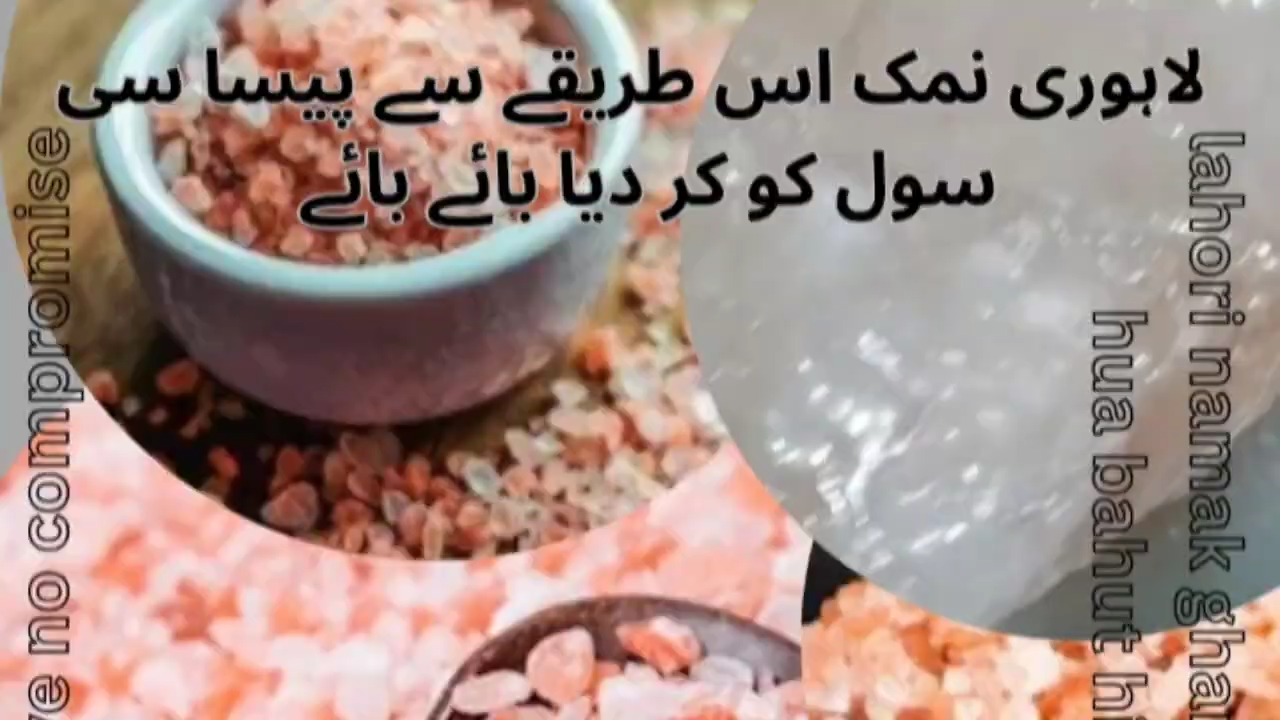 لاہوری نمک اس طریقے سے پیسا سی
سول کو کر دیا بائے بائے
no compromise
lahori namak
hua bahut